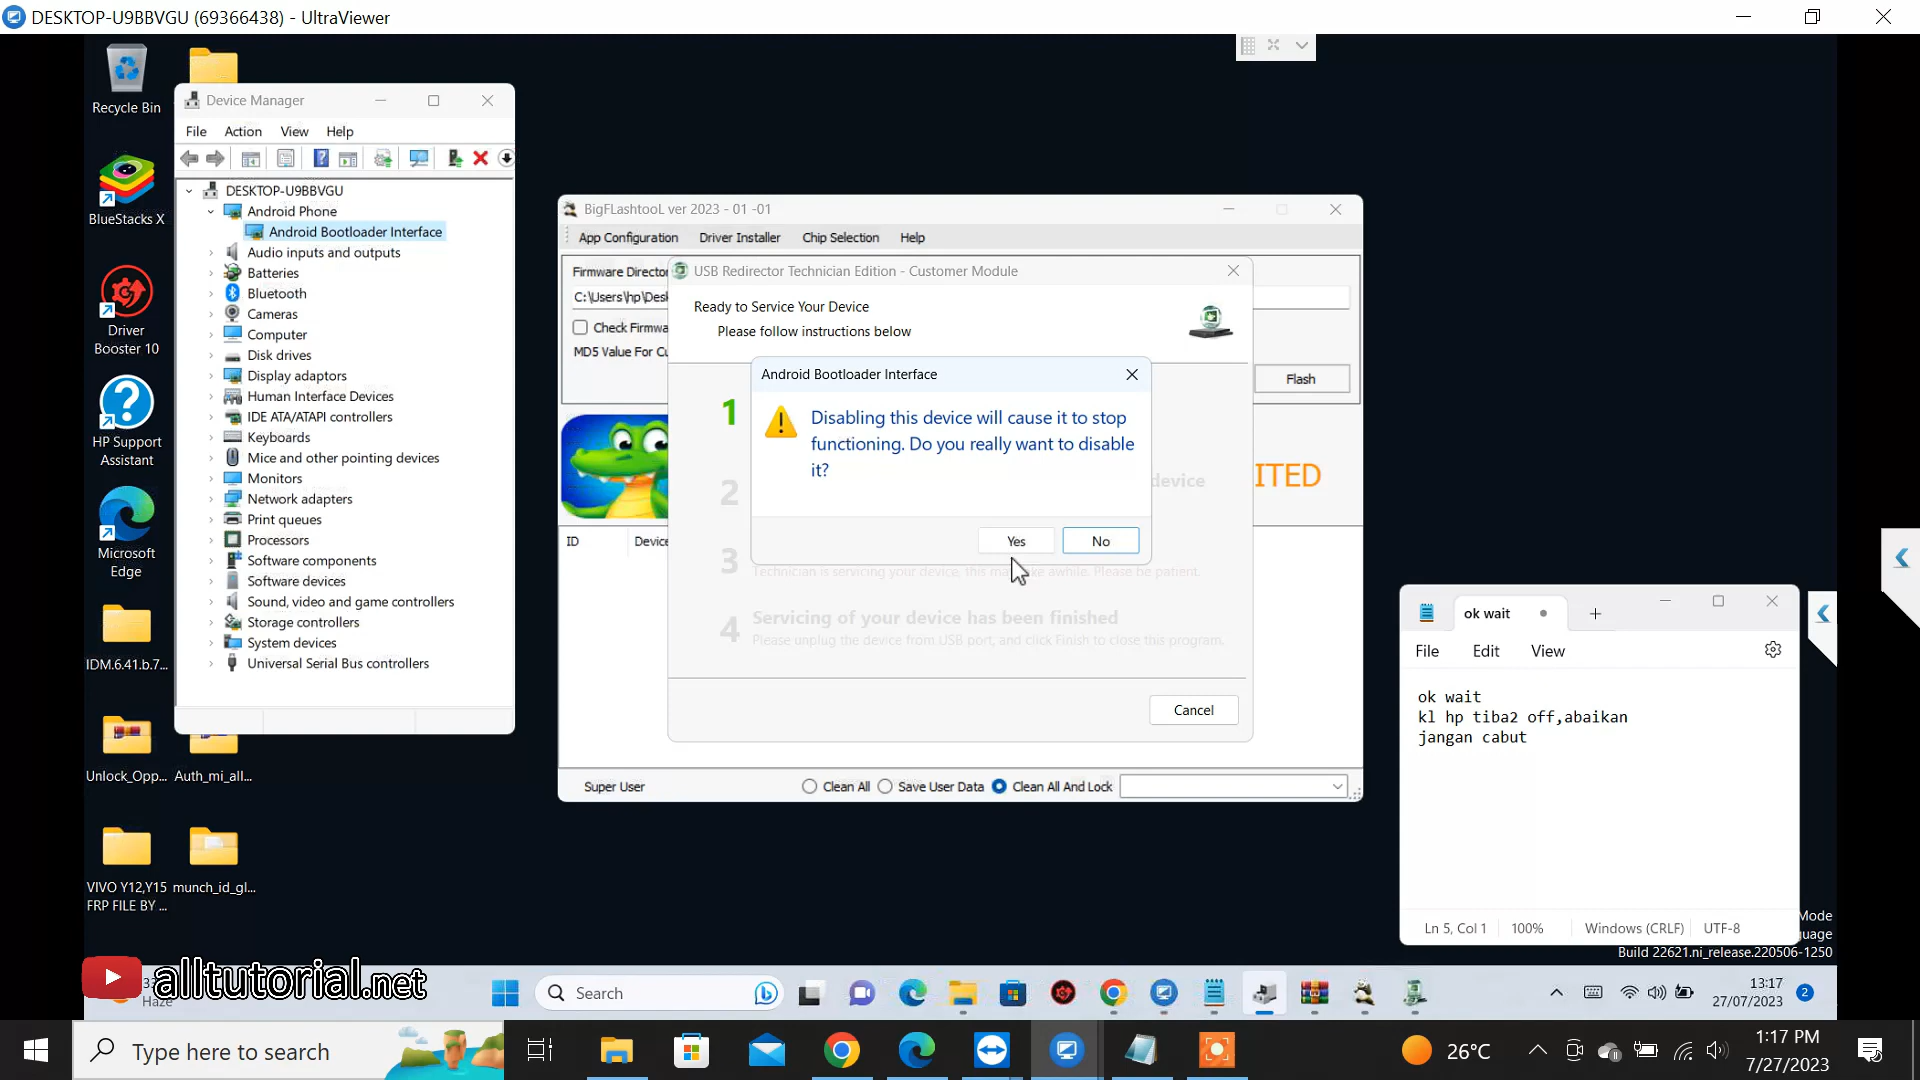 DESKTOP-U9BBVGU (69366438) - UltraViewer
Recycle Bin
BlueStacks X
Driver
Booster 10
HP Support
Assistant
Microsoft
Edge
IDM.6.41.b.7...
Unlock_Opp...
Auth_mi_all...
VIVO Y12,Y15
FRP FILE BY ...
munch_id_gl...
Device Manager
File Action View Help
DESKTOP-U9BBVGU
Android Phone
Android Bootloader Interface
Audio inputs and outputs
Batteries
Bluetooth
Cameras
Computer
Disk drives
Display adaptors
Human Interface Devices
IDE ATA/ATAPI controllers
Keyboards
Mice and other pointing devices
Monitors
Network adapters
Print queues
Processors
Software components
Software devices
Sound, video and game controllers
Storage controllers
System devices
Universal Serial Bus controllers
BigFLashtooL ver 2023 - 01 -01
App Configuration Driver Installer Chip Selection Help
Firmware Director
C:\Users\hp\Desk
Check Firmwa
MD5 Value For Cu
Flash
ITED
ID Device
USB Redirector Technician Edition - Customer Module
Ready to Service Your Device
Please follow instructions below
1
2
device
3
Technician is servicing your device, this may take awhile. Please be patient.
4
Servicing of your device has been finished
Please unplug the device from USB port, and click Finish to close this program.
Cancel
Android Bootloader Interface
Disabling this device will cause it to stop
functioning. Do you really want to disable
it?
Yes No
Super User Clean All Save User Data Clean All And Lock
ok wait
File Edit View
ok wait
kl hp tiba2 off,abaikan
jangan cabut
Ln 5, Col 1 100% Windows (CRLF) UTF-8
Mode
guage
Build 22621.ni_release.220506-1250
alltutorial.net
Haze
Search
13:17
27/07/2023
2
Type here to search
26°C
1:17 PM
7/27/2023